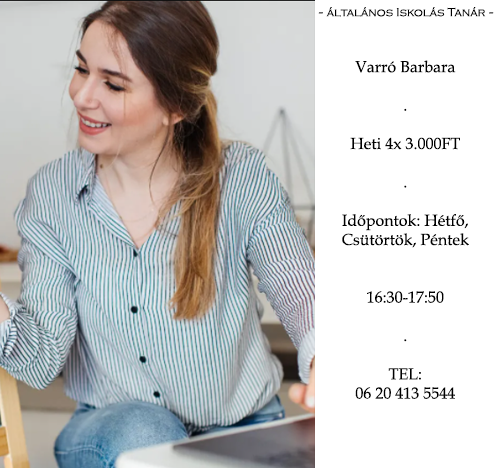 - általános Iskolás Tanár -
Varró Barbara
.
Heti 4x 3.000FT
.
Időpontok: Hétfő,
Csütörtök, Péntek
16:30-17:50
.
TEL:
06 20 413 5544